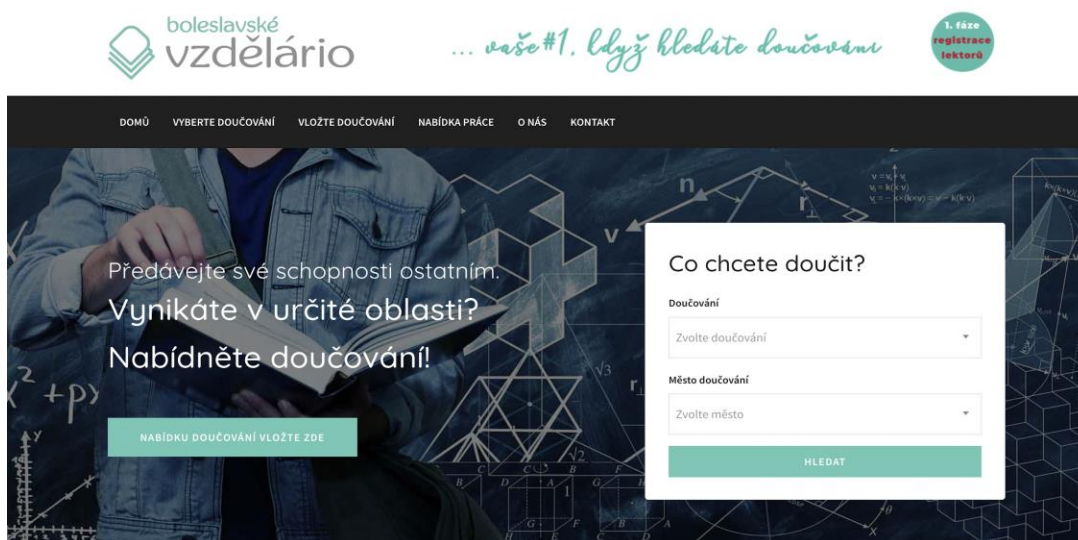 boleslavské
vzdělário
... vaše #1, když hledáte doučování
1. fáze
registrace
lektorů
DOMŮ VYBERTE DOUČOVÁNÍ VLOŽTE DOUČOVÁNÍ NABÍDKA PRÁCE O NÁS KONTAKT
Předávejte své schopnosti ostatním.
Vynikáte v určité oblasti?
Nabídněte doučování!
NABÍDKU DOUČOVÁNÍ VLOŽTE ZDE
Co chcete doučit?
Doučování
Zvolte doučování
Město doučování
Zvolte město
HLEDAT